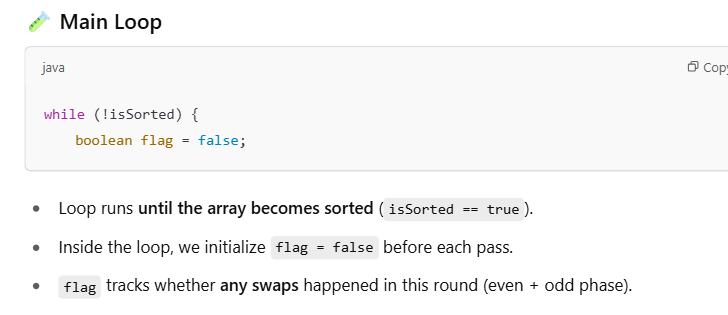 🧪 Main Loop
java
Copy
while (!isSorted) {
boolean flag = false;
• Loop runs until the array becomes sorted (isSorted == true).
• Inside the loop, we initialize flag = false before each pass.
• flag tracks whether any swaps happened in this round (even + odd phase).